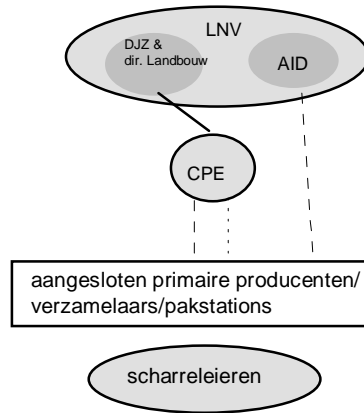 LNV
DJZ &
dir. Landbouw
AID
CPE
aangesloten primaire producenten/
verzamelaars/pakstations
scharreleieren